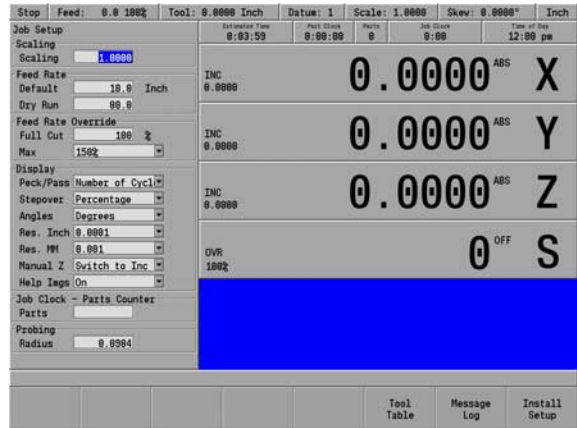 Stop Feed: 0.0 100% Tool: 0.0000 Inch Datum: 1 Scale: 1.0000 Skew: 0.0000° Inch
Job Setup
Estimated Time Part Clock Parts Job Clock Time of Day
0:03:59 0:00:00 0 0:00 12:00 pm
Scaling
Scaling 1.0000
Feed Rate
Default 10.0 Inch
Dry Run 80.0
Feed Rate Override
Full Cut 100 %
Max 150%
Display
Peck/Pass Number of Cycl
Stepover Percentage
Angles Degrees
Res. Inch 0.0001
Res. MM 0.001
Manual Z Switch to Inc
Help Imgs On
Job Clock - Parts Counter
Parts
Probing
Radius 0.0984
INC 0.0000 0.0000 ABS X
INC 0.0000 0.0000 ABS Y
INC 0.0000 0.0000 ABS Z
OVR 100% 0 OFF S
Tool Table
Message Log
Install Setup